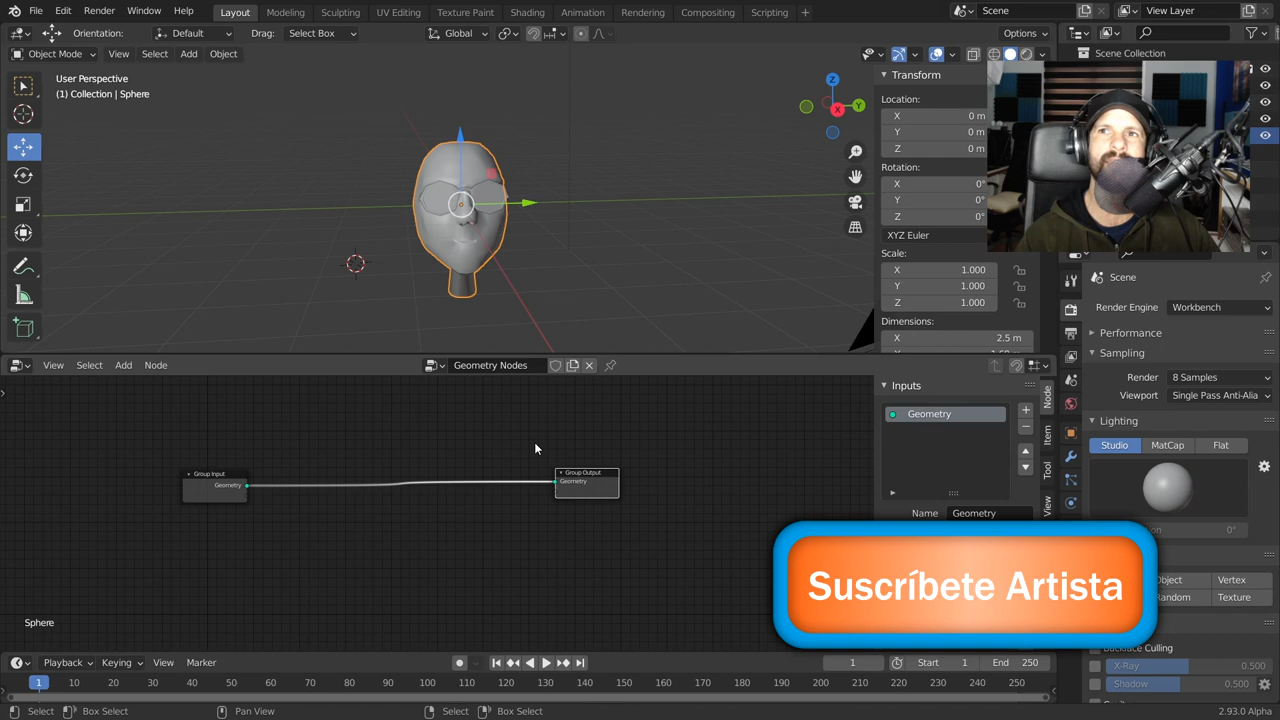 File Edit Render Window Help Layout Modeling Sculpting UV Editing Texture Paint Shading Animation Rendering Compositing Scripting + Scene View Layer
Orientation: Default Drag: Select Box Global Options
Object Mode View Select Add Object Scene Collection
User Perspective
(1) Collection | Sphere
Z
Y
X
Transform
Location:
X 0 m
Y 0 m
Z 0 m
Rotation:
X 0°
Y 0°
Z 0°
XYZ Euler
Scale:
X 1.000
Y 1.000
Z 1.000
Dimensions:
X 2.5 m
Scene
Render Engine Workbench
Performance
Sampling
Render 8 Samples
Viewport Single Pass Anti-Alia
Lighting
Studio MatCap Flat
0°
Object Vertex
Random Texture
Backface Culling
X-Ray 0.500
Shadow 0.500
View Select Add Node Geometry Nodes
Group Input
Geometry
Group Output
Geometry
Inputs
Geometry
Name Geometry
Node
Item
Tool
View
Suscríbete Artista
Sphere
Playback Keying View Marker 1 Start 1 End 250
1 10 20 30 40 50 60 70 80 90 100 110 120 130 140 150 160 170 180 190 200 210 220 230 240 250
Select Box Select Pan View Select Box Select 2.93.0 Alpha